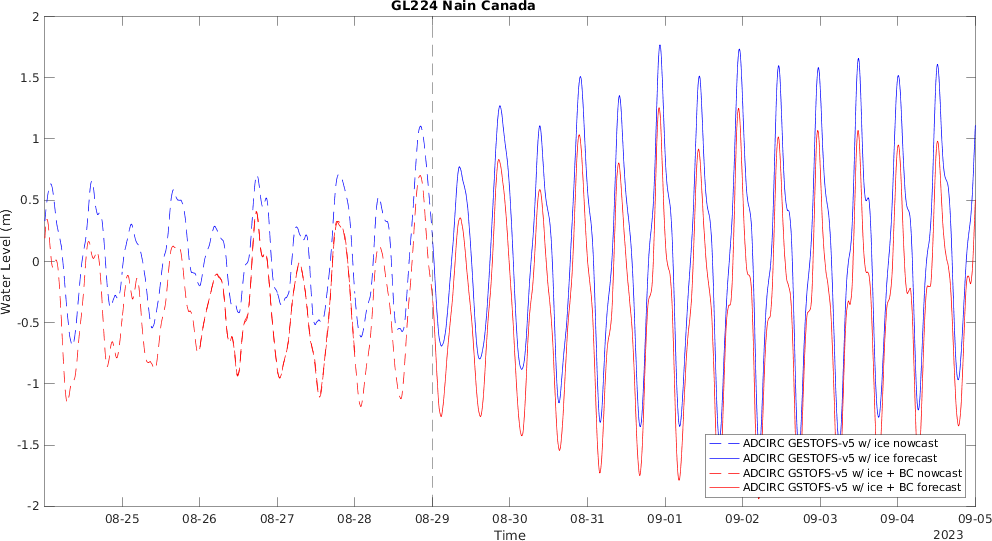 GL224 Nain Canada
2
1.5
1
0.5
0
-0.5
-1
-1.5
-2
Water Level (m)
ADCIRC GESTOFS-v5 w/ ice nowcast
ADCIRC GESTOFS-v5 w/ ice forecast
ADCIRC GSTOFS-v5 w/ ice + BC nowcast
ADCIRC GSTOFS-v5 w/ ice + BC forecast
08-25 08-26 08-27 08-28 08-29 08-30 08-31 09-01 09-02 09-03 09-04 09-05
Time
2023